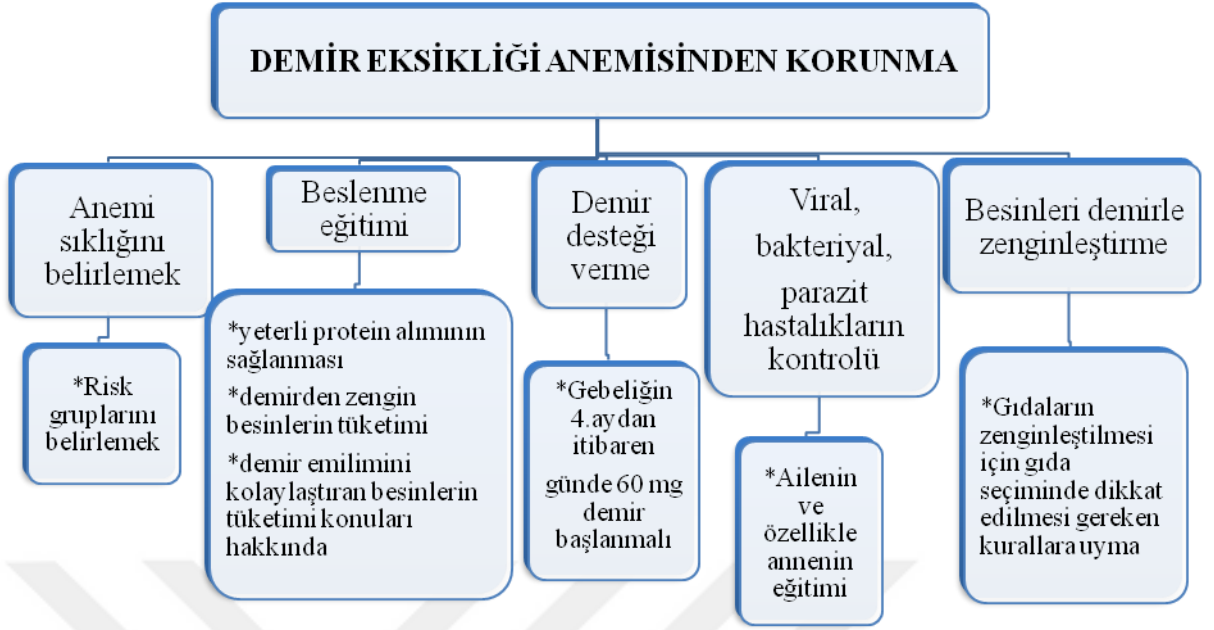 DEMİR EKSİKLİĞİ ANEMİSİNDEN KORUNMA
Anemi
sıklığını
belirlemek
*Risk
gruplarını
belirlemek
Beslenme
eğitimi
*yeterli protein alımının
sağlanması
*demirden zengin
besinlerin tüketimi
*demir emilimini
kolaylaştıran besinlerin
tüketimi konuları
hakkında
Demir
desteği
verme
*Gebeliğin
4.aydan
itibaren
günde 60 mg
demir
başlanmalı
Viral,
bakteriyal,
parazit
hastalıkların
kontrolü
*Ailenin
ve
özellikle
annenin
eğitimi
Besinleri demirle
zenginleştirme
*Gıdaların
zenginleştilmesi
için gıda
seçiminde dikkat
edilmesi gereken
kurallara uyma